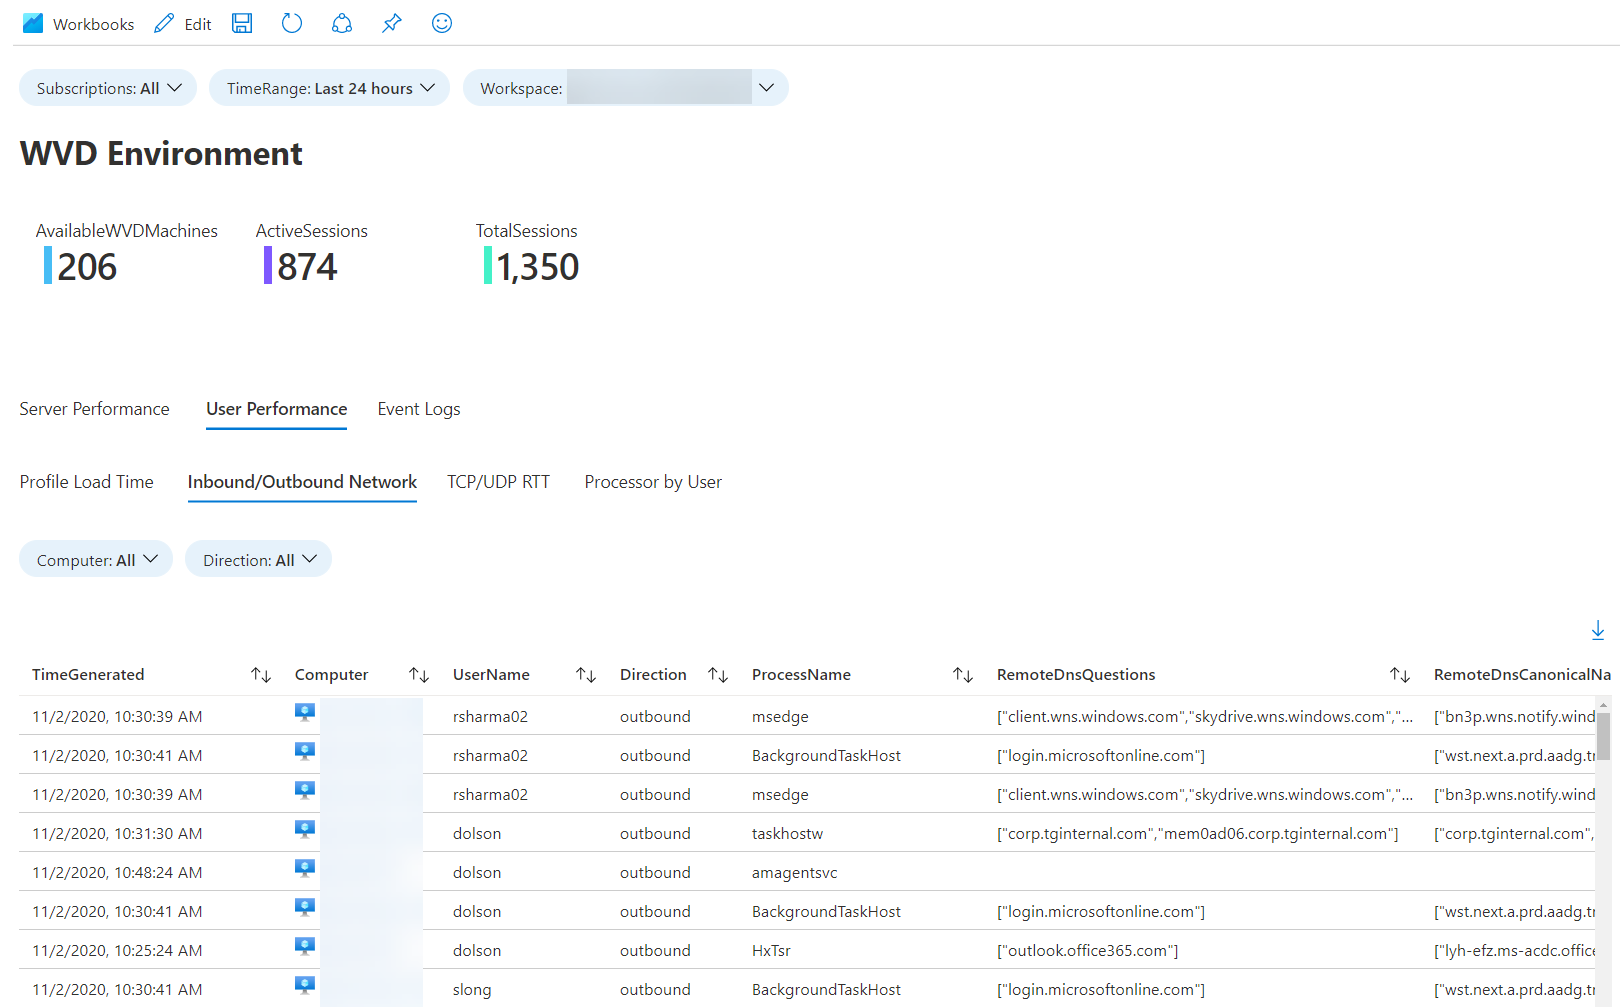 Workbooks Edit
Subscriptions: All TimeRange: Last 24 hours Workspace:
WVD Environment
AvailableWVDMachines ActiveSessions TotalSessions
206 874 1,350
Server Performance User Performance Event Logs
Profile Load Time Inbound/Outbound Network TCP/UDP RTT Processor by User
Computer: All Direction: All
TimeGenerated Computer UserName Direction ProcessName RemoteDnsQuestions RemoteDnsCanonicalNa
11/2/2020, 10:30:39 AM rsharma02 outbound msedge ["client.wns.windows.com","skydrive.wns.windows.com","... ["bn3p.wns.notify.wind
11/2/2020, 10:30:41 AM rsharma02 outbound BackgroundTaskHost ["login.microsoftonline.com"] ["wst.next.a.prd.aadg.tr
11/2/2020, 10:30:39 AM rsharma02 outbound msedge ["client.wns.windows.com","skydrive.wns.windows.com","... ["bn3p.wns.notify.wind
11/2/2020, 10:31:30 AM dolson outbound taskhostw ["corp.tginternal.com","mem0ad06.corp.tginternal.com"] ["corp.tginternal.com",
11/2/2020, 10:48:24 AM dolson outbound amagentsvc
11/2/2020, 10:30:41 AM dolson outbound BackgroundTaskHost ["login.microsoftonline.com"] ["wst.next.a.prd.aadg.tr
11/2/2020, 10:25:24 AM dolson outbound HxTsr ["outlook.office365.com"] ["lyh-efz.ms-acdc.office
11/2/2020, 10:30:41 AM slong outbound BackgroundTaskHost ["login.microsoftonline.com"] ["wst.next.a.prd.aadg.tr